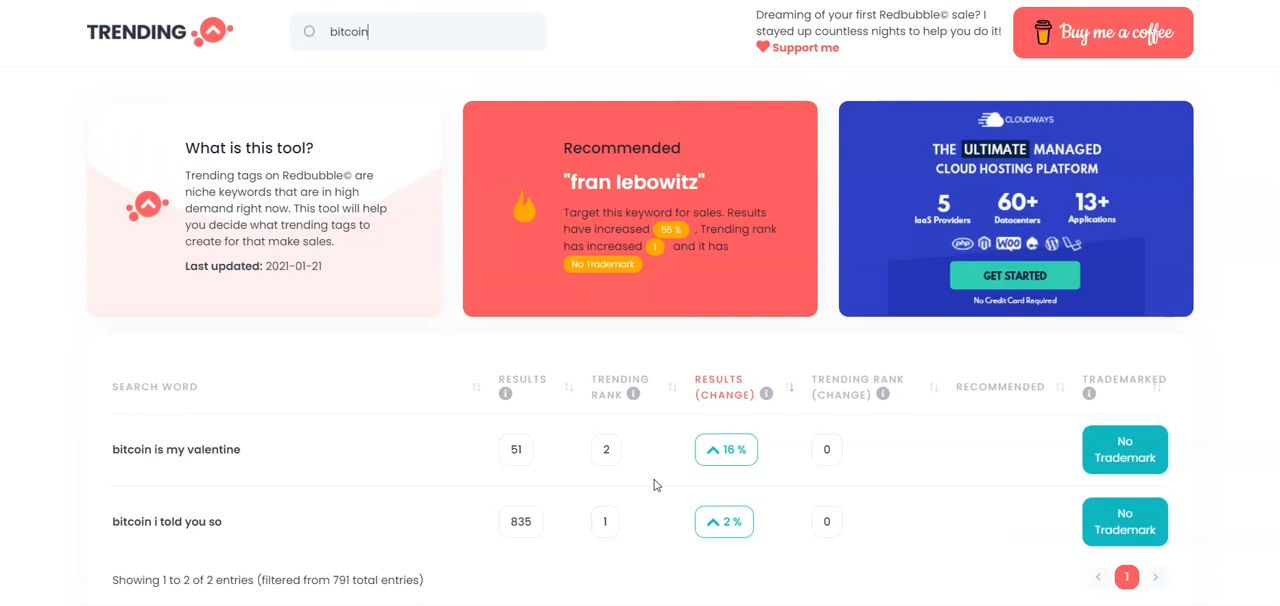 TRENDING
bitcoin
Dreaming of your first Redbubble© sale? I
stayed up countless nights to help you do it!
Support me
Buy me a coffee
What is this tool?
Trending tags on Redbubble© are
niche keywords that are in high
demand right now. This tool will help
you decide what trending tags to
create for that make sales.
Last updated: 2021-01-21
Recommended
"fran lebowitz"
Target this keyword for sales. Results
have increased 55 % , Trending rank
has increased 1 and it has
No Trademark
CLOUDWAYS
THE ULTIMATE MANAGED
CLOUD HOSTING PLATFORM
5 60+ 13+
IaaS Providers Datacenters Applications
php WOO
GET STARTED
No Credit Card Required
SEARCH WORD
RESULTS
TRENDING
RANK
RESULTS
(CHANGE)
TRENDING RANK
(CHANGE)
RECOMMENDED
TRADEMARKED
bitcoin is my valentine 51 2 16 % 0 No
Trademark
bitcoin i told you so 835 1 2 % 0 No
Trademark
Showing 1 to 2 of 2 entries (filtered from 791 total entries)
1